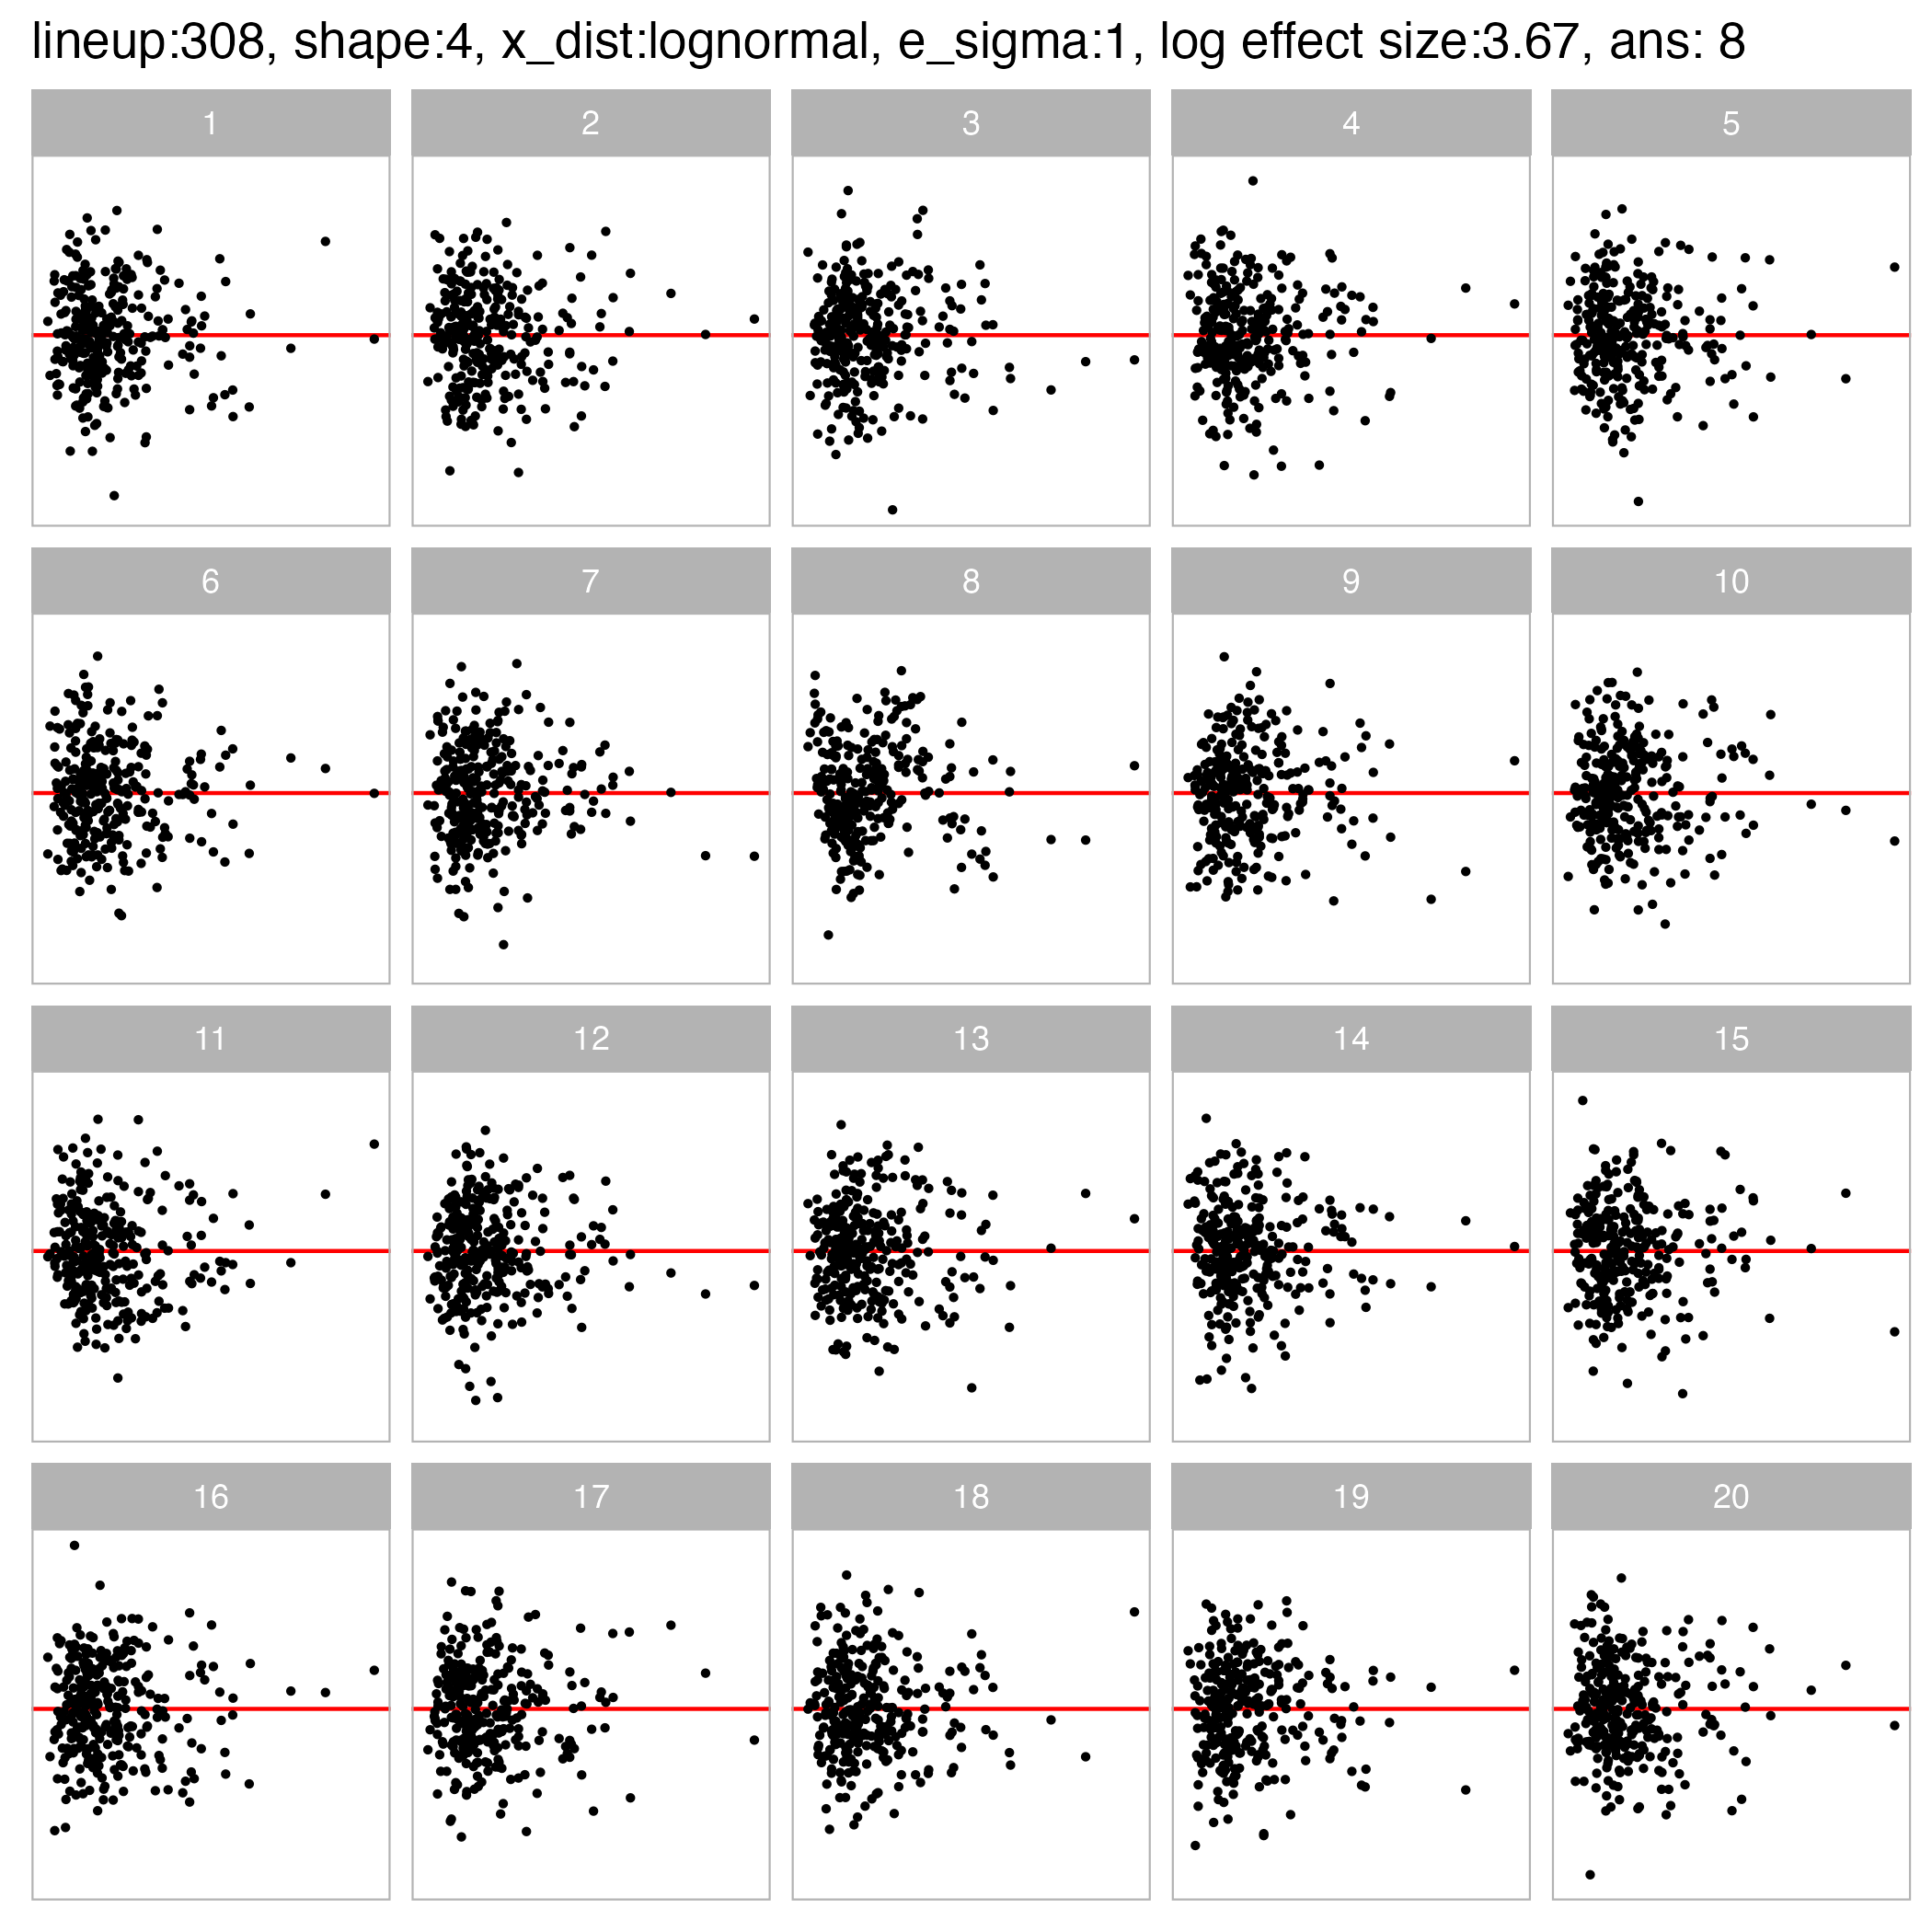 lineup:308, shape:4, x_dist:lognormal, e_sigma:1, log effect size:3.67, ans: 8
1 2 3 4 5
6 7 8 9 10
11 12 13 14 15
16 17 18 19 20